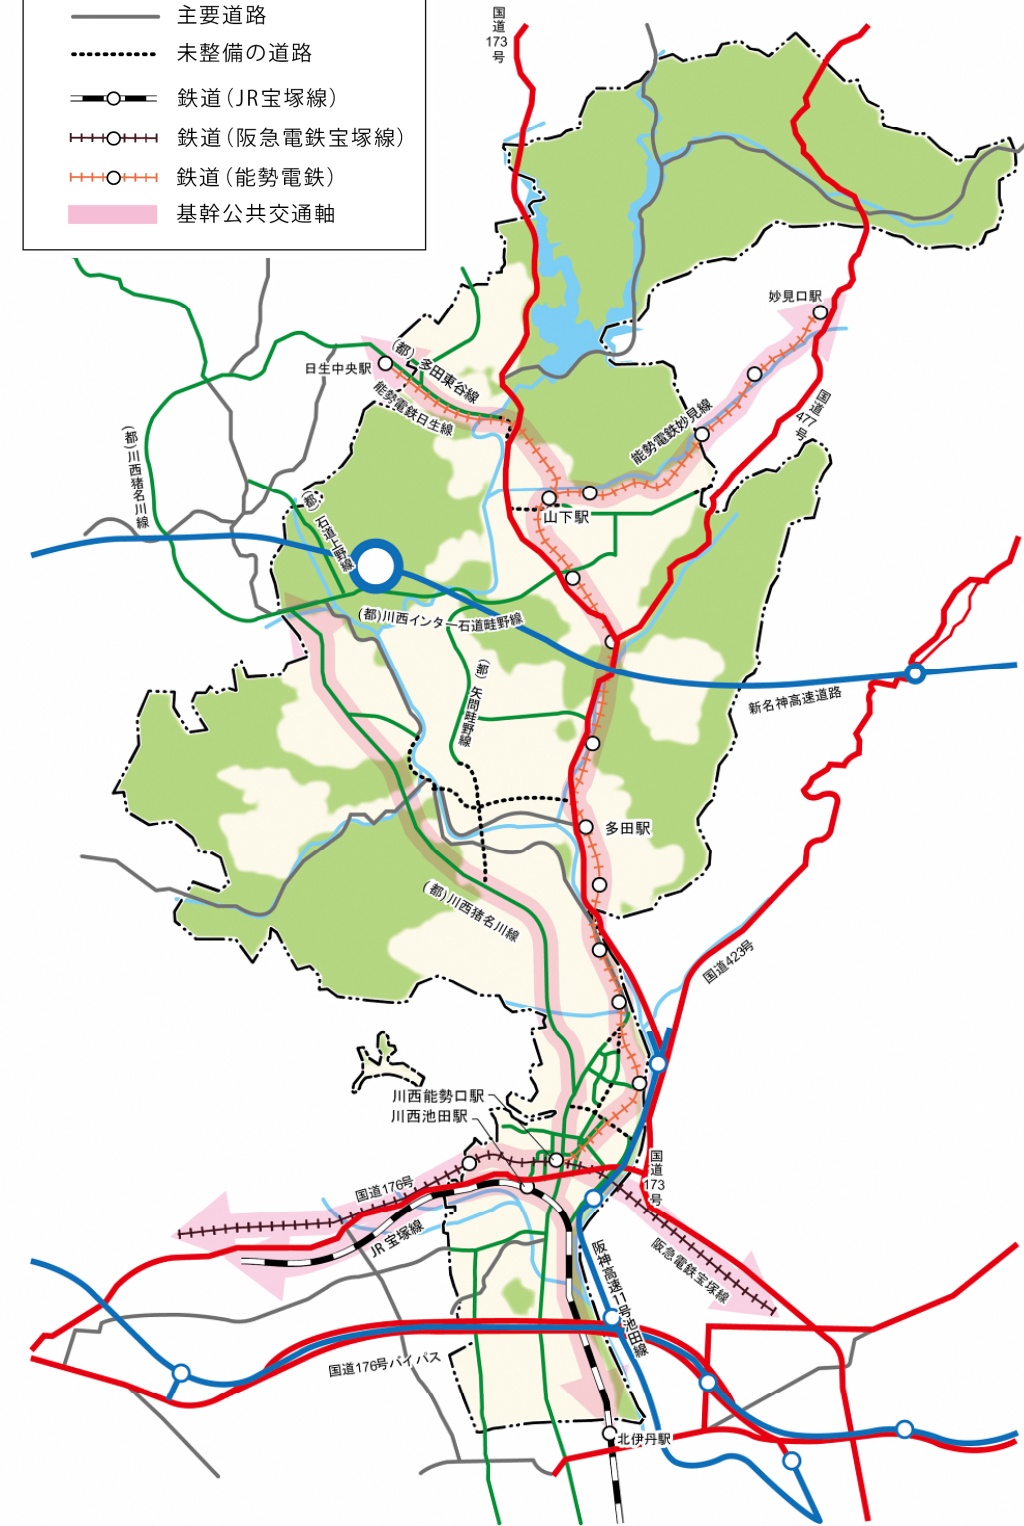 主要道路
未整備の道路
鉄道(JR宝塚線)
鉄道(阪急電鉄宝塚線)
鉄道(能勢電鉄)
基幹公共交通軸
国道173号
妙見口駅
日生中央駅
(都)多田東谷線
能勢電鉄日生線
能勢電鉄妙見線
国道477号
(都)川西猪名川線
(都)石道上野線
山下駅
(都)川西インター石道畦野線
(都)矢問畦野線
新名神高速道路
多田駅
(都)川西猪名川線
国道423号
川西能勢口駅
川西池田駅
国道176号
国道173号
JR宝塚線
阪急電鉄宝塚線
阪神高速11号池田線
国道176号バイパス
北伊丹駅